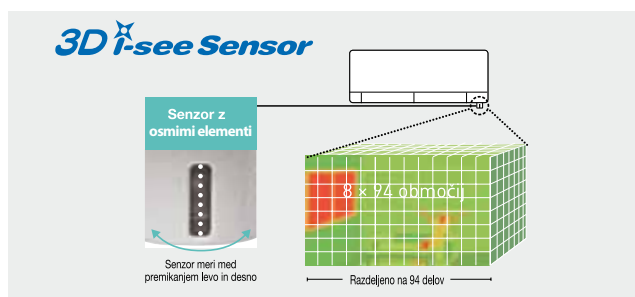 3D i-see Sensor
Senzor z
osmimi elementi
8 × 94 območij
Senzor meri med
premikanjem levo in desno
Razdeljeno na 94 delov